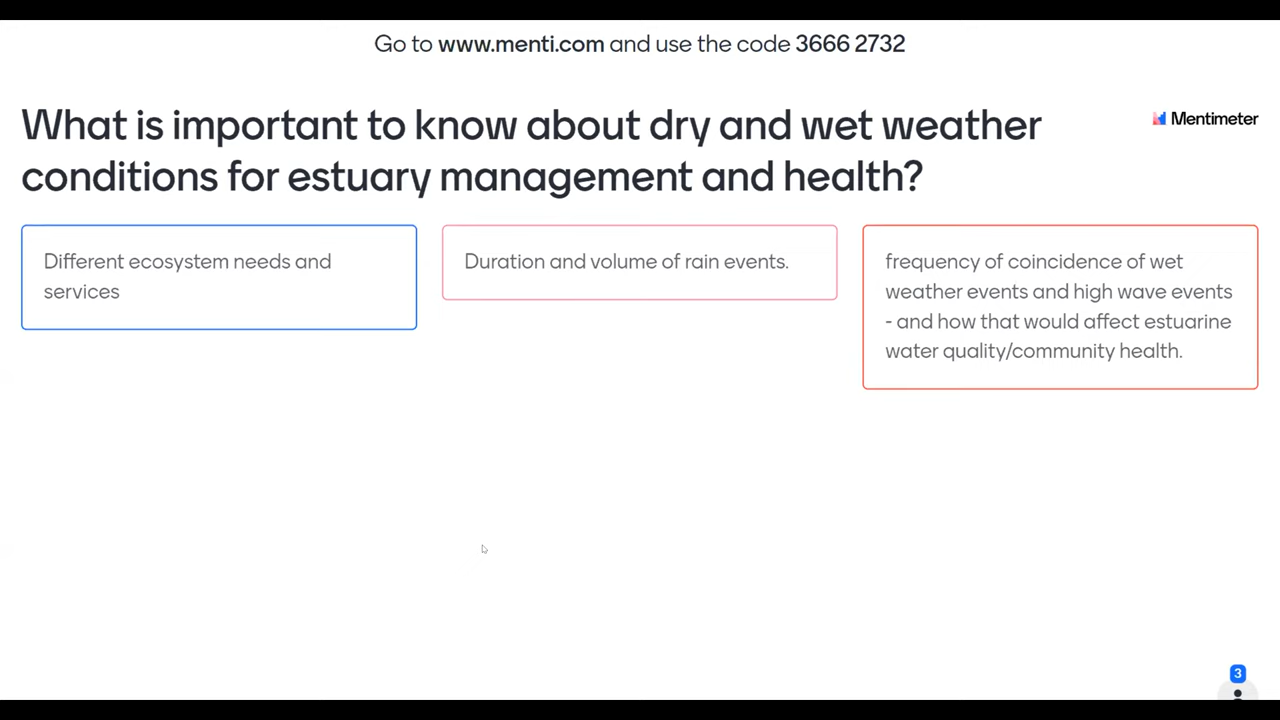 Go to www.menti.com and use the code 3666 2732
What is important to know about dry and wet weather
conditions for estuary management and health?
Mentimeter
Different ecosystem needs and
services
Duration and volume of rain events.
frequency of coincidence of wet
weather events and high wave events
- and how that would affect estuarine
water quality/community health.
3